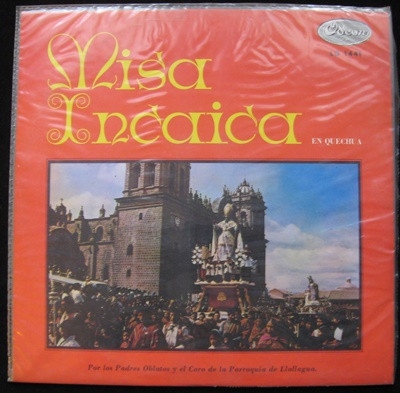 Odeon
Misa
Incaica
EN QUECHUA
Por los Padres Oblatos y el Coro de la Parroquia de Llallagua.